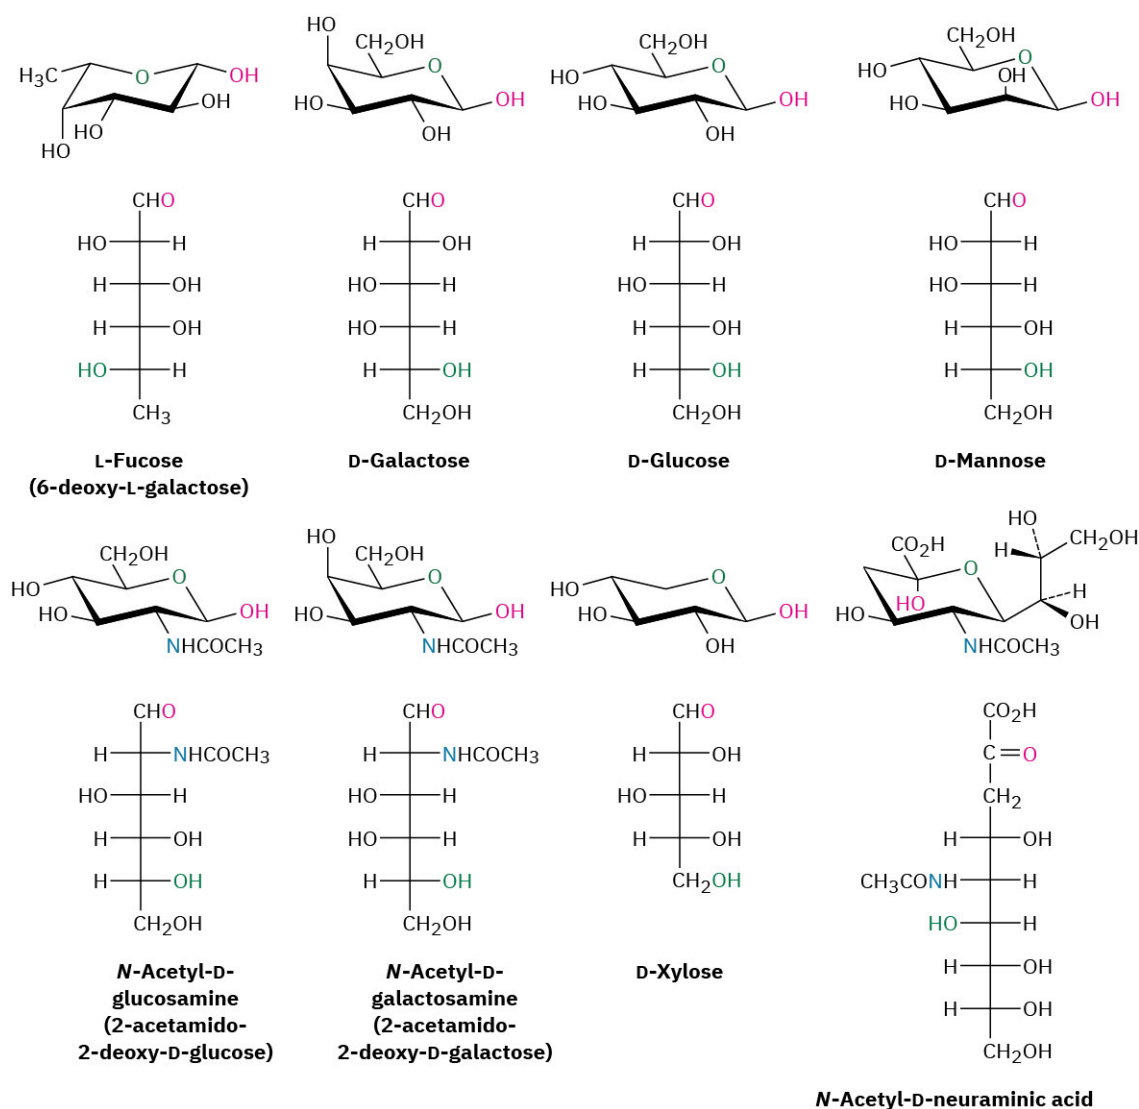 HO
CH₂OH
CH₂OH
CH₂OH
H₃C
O
OH
O
HO
O
HO
OH
O
OH
HO
OH
HO
OH
HO
OH
HO
OH
OH
HO
CHO
CHO
CHO
CHO
HO H
H OH
H OH
HO H
H OH
HO H
HO H
HO H
H OH
HO H
H OH
H OH
HO H
H OH
H OH
H OH
CH₃
CH₂OH
CH₂OH
CH₂OH
L-Fucose
(6-deoxy-L-galactose)
D-Galactose
D-Glucose
D-Mannose
CH₂OH
HO
O
HO
OH
NHCOCH₃
HO
CH₂OH
O
HO
OH
NHCOCH₃
HO
O
HO
OH
OH
HO
CO₂H
H
CH₂OH
O
HO
H
HO
OH
NHCOCH₃
CHO
CHO
CHO
CO₂H
H NHCOCH₃
H NHCOCH₃
H OH
C=O
HO H
HO H
HO H
CH₂
H OH
HO H
H OH
H OH
H OH
H OH
CH₂OH
CH₃CONH H
CH₂OH
CH₂OH
HO H
H OH
H OH
CH₂OH
N-Acetyl-D-
glucosamine
(2-acetamido-
2-deoxy-D-glucose)
N-Acetyl-D-
galactosamine
(2-acetamido-
2-deoxy-D-galactose)
D-Xylose
N-Acetyl-D-neuraminic acid